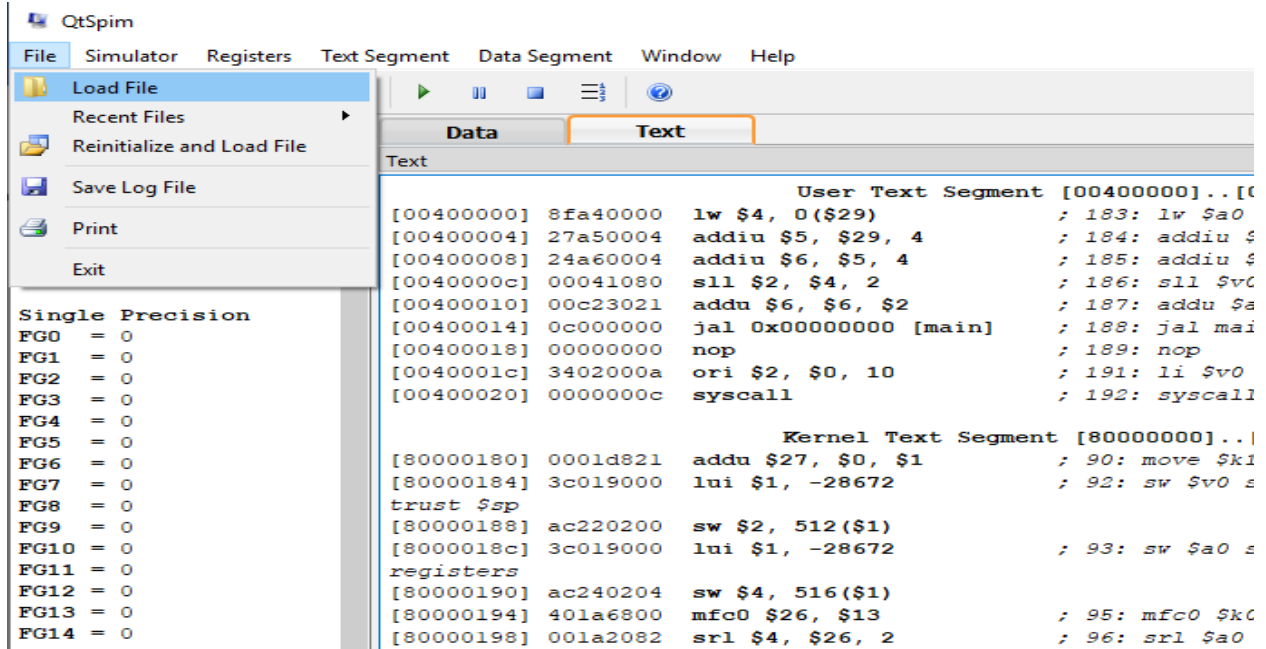 QtSpim
File Simulator Registers Text Segment Data Segment Window Help
Load File
Recent Files
Reinitialize and Load File
Save Log File
Print
Exit
Data Text
Text
User Text Segment [00400000]..[0
[00400000] 8fa40000 lw $4, 0($29) ; 183: lw $a0
[00400004] 27a50004 addiu $5, $29, 4 ; 184: addiu $
[00400008] 24a60004 addiu $6, $5, 4 ; 185: addiu $
[0040000c] 00041080 sll $2, $4, 2 ; 186: sll $v0
[00400010] 00c23021 addu $6, $6, $2 ; 187: addu $a
[00400014] 0c000000 jal 0x00000000 [main] ; 188: jal mai
[00400018] 00000000 nop ; 189: nop
[0040001c] 3402000a ori $2, $0, 10 ; 191: li $v0
[00400020] 0000000c syscall ; 192: syscall
Kernel Text Segment [80000000]..[
[80000180] 0001d821 addu $27, $0, $1 ; 90: move $k1
[80000184] 3c019000 lui $1, -28672 ; 92: sw $v0 s
trust $sp
[80000188] ac220200 sw $2, 512($1)
[8000018c] 3c019000 lui $1, -28672 ; 93: sw $a0 s
registers
[80000190] ac240204 sw $4, 516($1)
[80000194] 401a6800 mfc0 $26, $13 ; 95: mfc0 $k0
[80000198] 001a2082 srl $4, $26, 2 ; 96: srl $a0
Single Precision
FG0 = 0
FG1 = 0
FG2 = 0
FG3 = 0
FG4 = 0
FG5 = 0
FG6 = 0
FG7 = 0
FG8 = 0
FG9 = 0
FG10 = 0
FG11 = 0
FG12 = 0
FG13 = 0
FG14 = 0